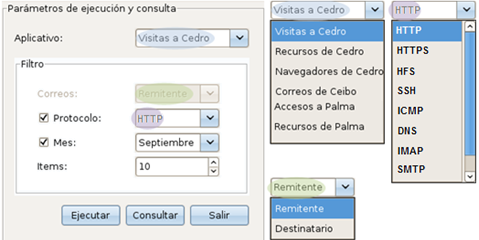 Parámetros de ejecución y consulta
Aplicativo: Visitas a Cedro
Filtro
Correos: Remitente
Protocolo: HTTP
Mes: Septiembre
Items: 10
Ejecutar Consultar Salir
Visitas a Cedro
Visitas a Cedro
Recursos de Cedro
Navegadores de Cedro
Correos de Ceibo
Accesos a Palma
Recursos de Palma
HTTP
HTTP
HTTPS
HFS
SSH
ICMP
DNS
IMAP
SMTP
Remitente
Remitente
Destinatario